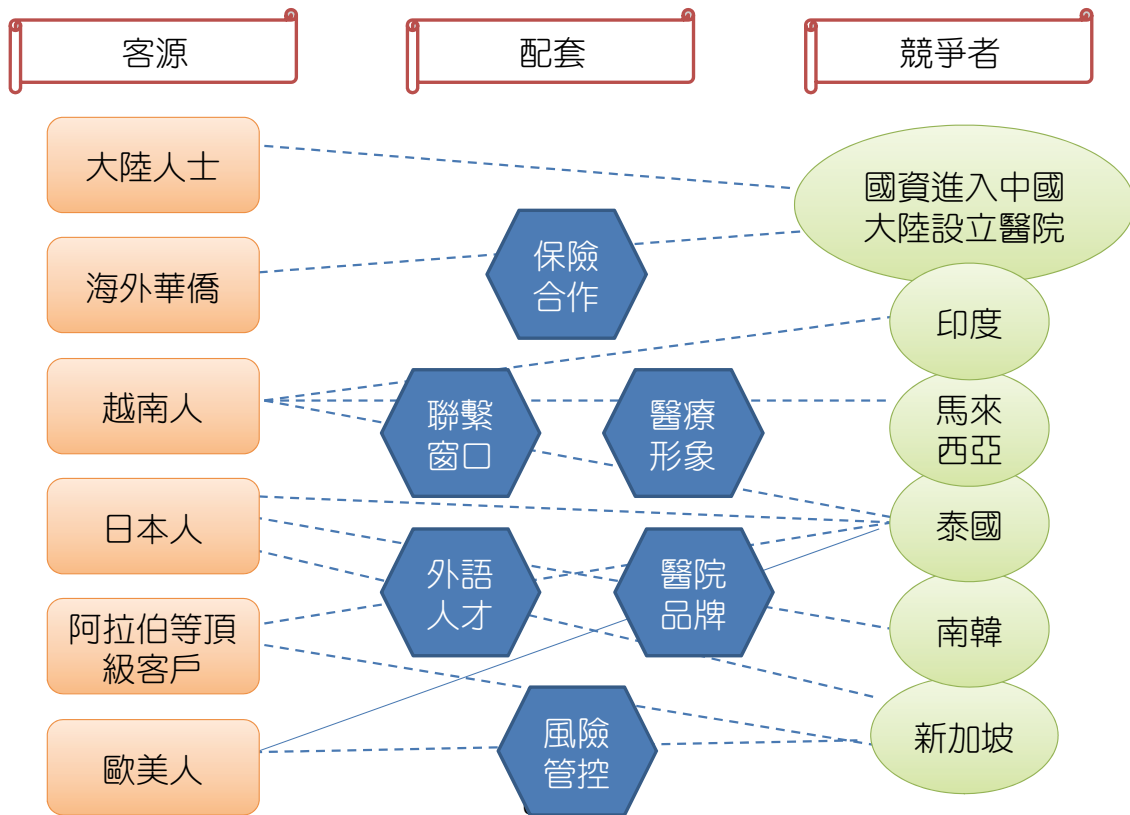 客源
配套
競爭者
大陸人士
國資進入中國
大陸設立醫院
保險
合作
海外華僑
印度
越南人
聯繫
窗口
醫療
形象
馬來
西亞
日本人
泰國
外語
人才
醫院
品牌
阿拉伯等頂
級客戶
南韓
歐美人
風險
管控
新加坡